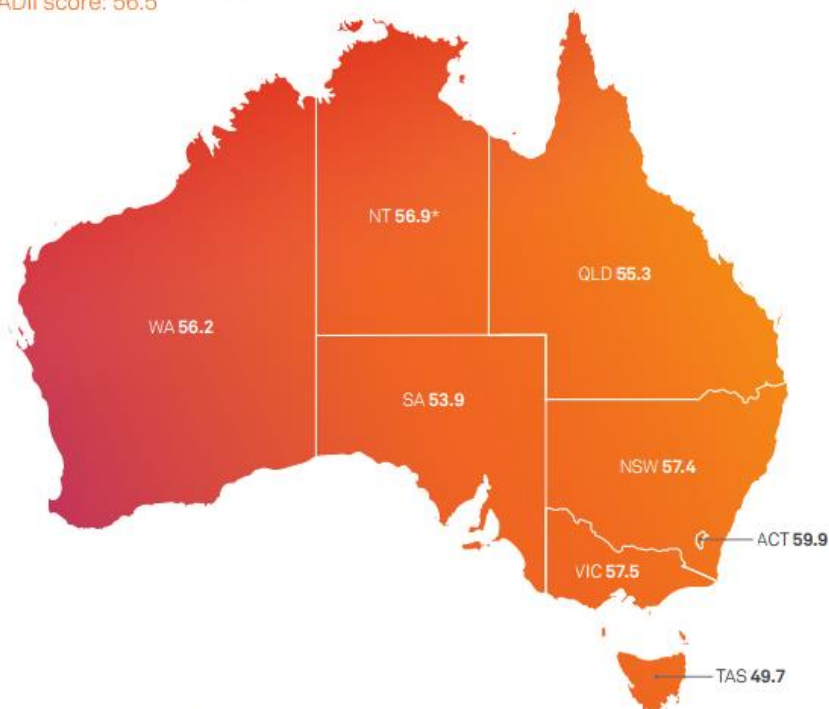 ADII score: 56.5
NT 56.9*
QLD 55.3
WA 56.2
SA 53.9
NSW 57.4
ACT 59.9
VIC 57.5
TAS 49.7